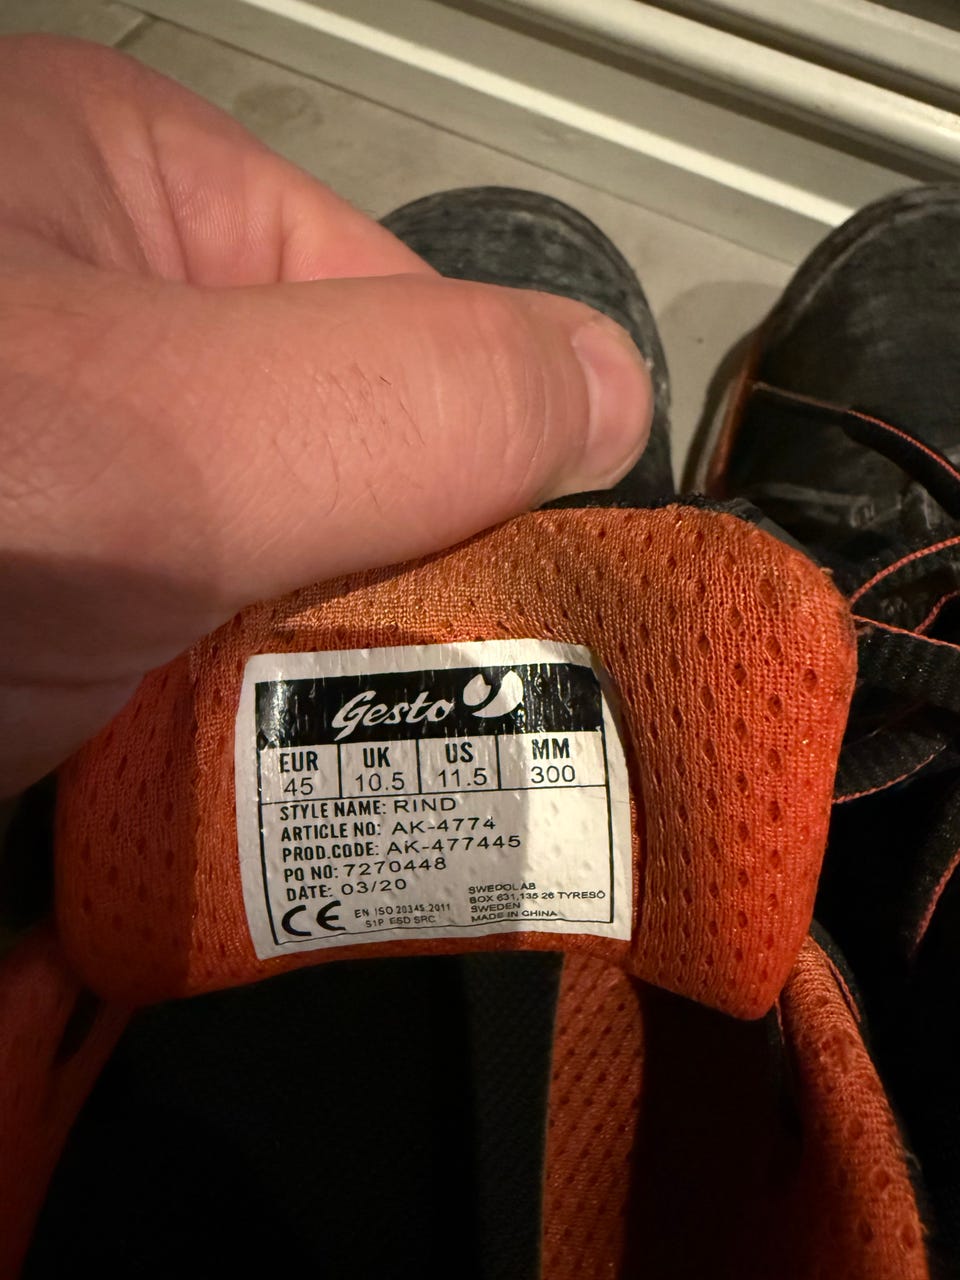 Gesto
EUR UK US MM
45 10.5 11.5 300
STYLE NAME: RIND
ARTICLE NO: AK-4774
PROD.CODE: AK-477445
PO NO: 7270448
DATE: 03/20
SWEDOL AB
BOX 631,135 26 TYRESÖ
SWEDEN
MADE IN CHINA
CE EN ISO 20345:2011
S1P ESD SRC